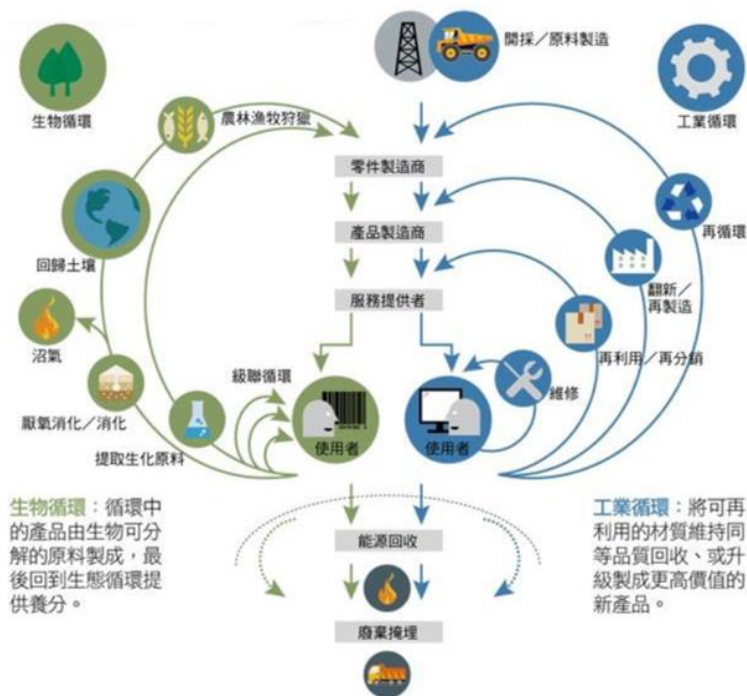 開採／原料製造
生物循環
工業循環
農林漁牧狩獵
零件製造商
再循環
產品製造商
回歸土壤
翻新／
再製造
服務提供者
沼氣
再利用／再分銷
級聯循環
維修
厭氧消化／消化
使用者
使用者
提取生化原料
生物循環：循環中
的產品由生物可分
解的原料製成，最
後回到生態循環提
供養分。
能源回收
廢棄掩埋
工業循環：將可再
利用的材質維持同
等品質回收、或升
級製成更高價值的
新產品。